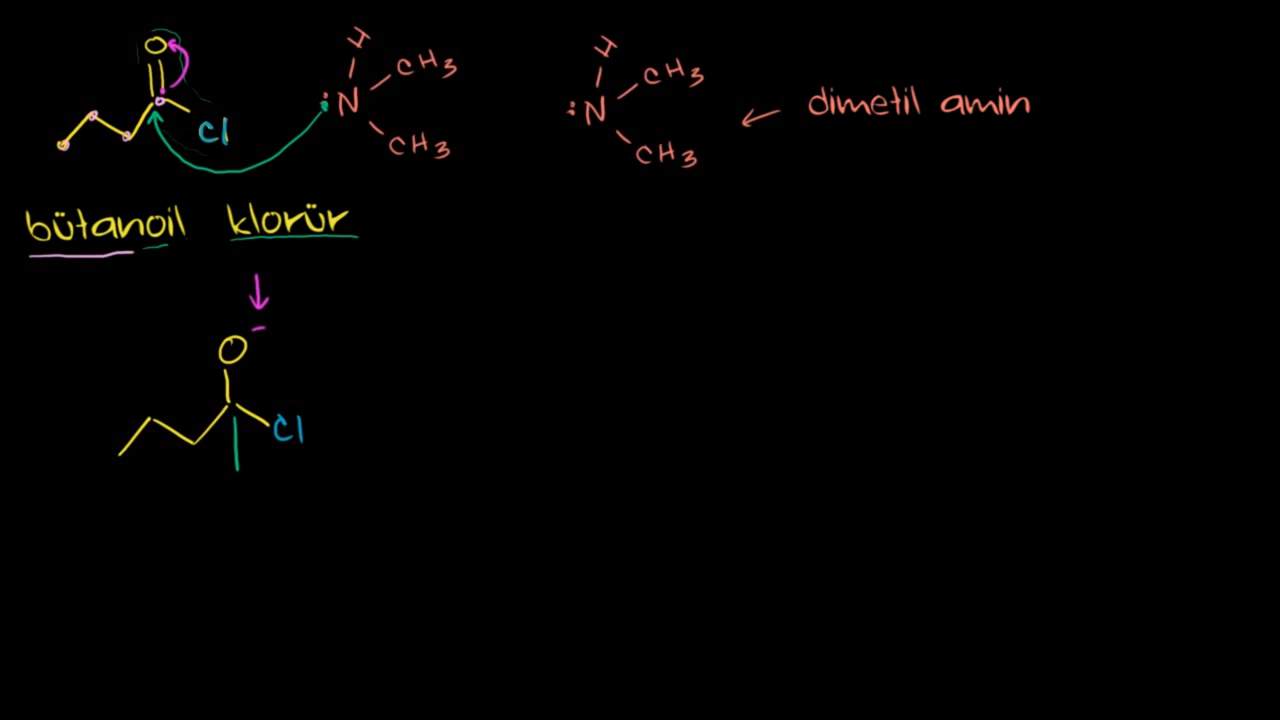 O
Cl
:N
H
CH3
CH3
:N
H
CH3
CH3
← dimetil amin
bütanoil klorür
O-
Cl